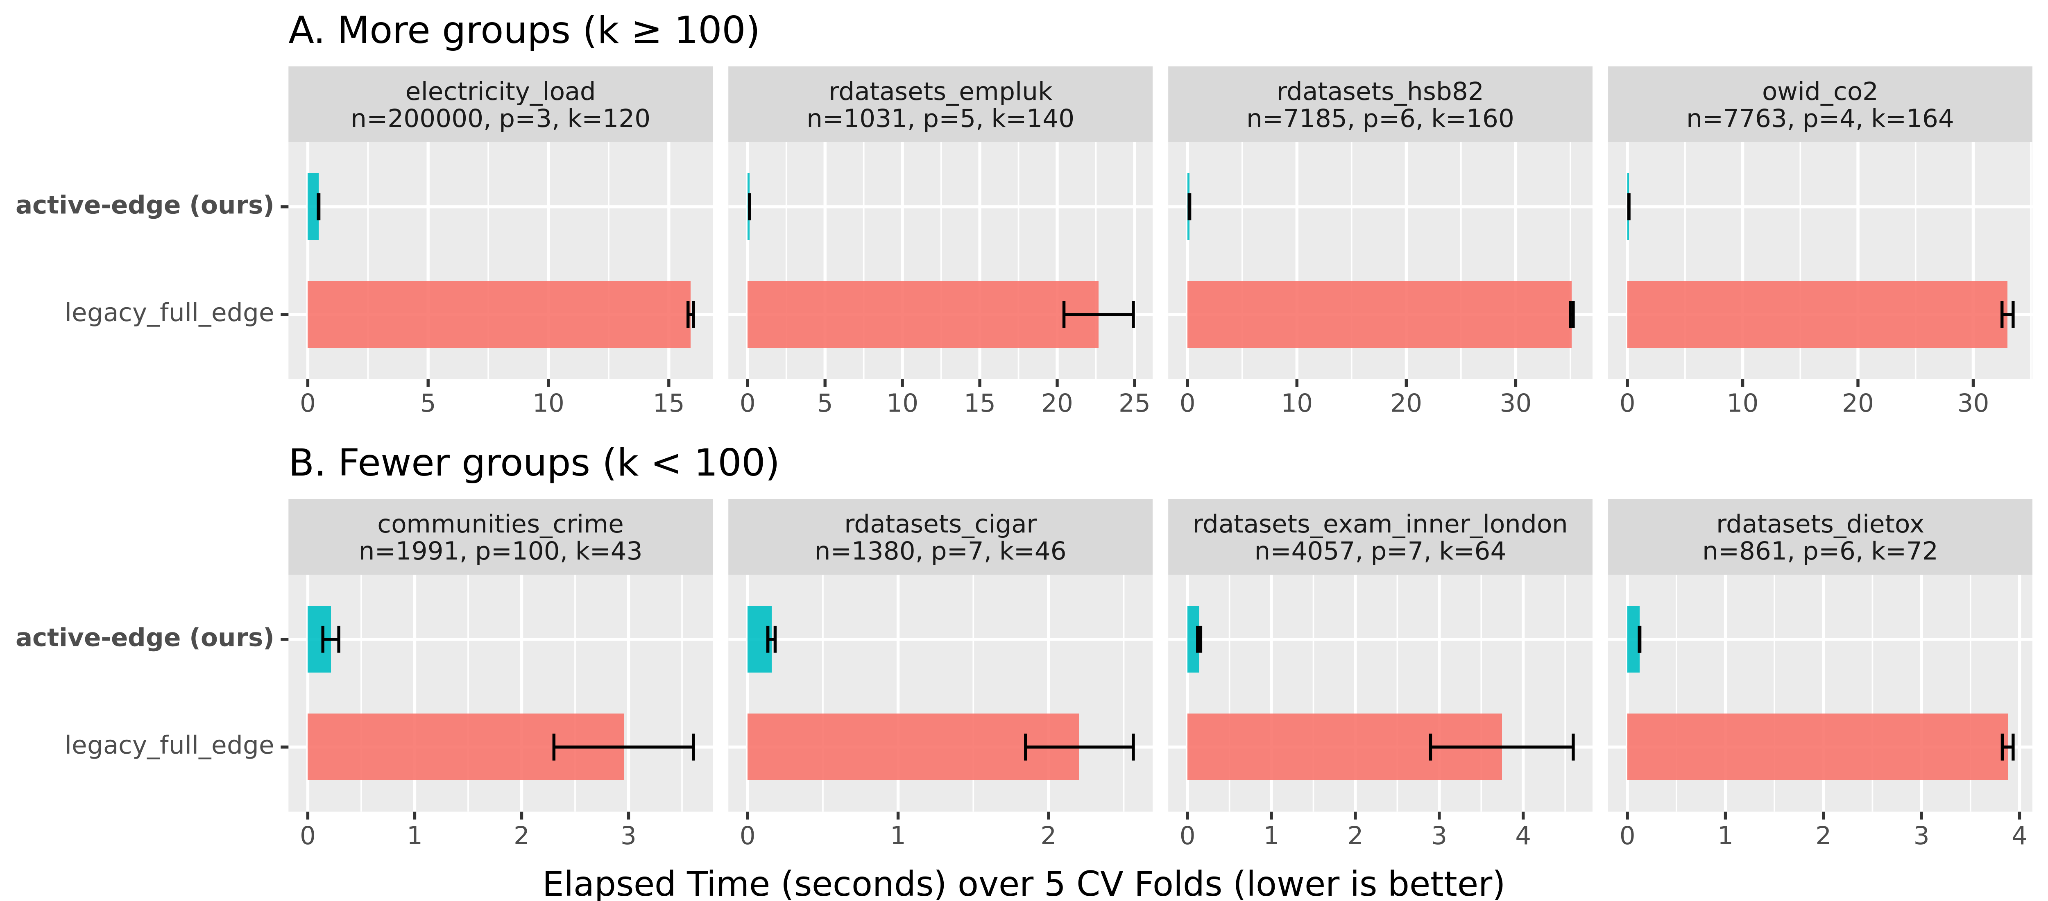 A. More groups (k ≥ 100)
electricity_load
n=200000, p=3, k=120
rdatasets_empluk
n=1031, p=5, k=140
rdatasets_hsb82
n=7185, p=6, k=160
owid_co2
n=7763, p=4, k=164
active-edge (ours)
legacy_full_edge
0 5 10 15
0 5 10 15 20 25
0 10 20 30
0 10 20 30
B. Fewer groups (k < 100)
communities_crime
n=1991, p=100, k=43
rdatasets_cigar
n=1380, p=7, k=46
rdatasets_exam_inner_london
n=4057, p=7, k=64
rdatasets_dietox
n=861, p=6, k=72
active-edge (ours)
legacy_full_edge
0 1 2 3
0 1 2
0 1 2 3 4
0 1 2 3 4
Elapsed Time (seconds) over 5 CV Folds (lower is better)